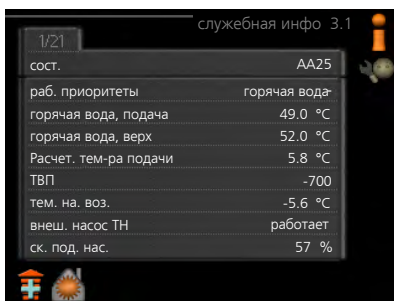 служебная инфо 3.1
1/21
сост. AA25
раб. приоритеты горячая вода
горячая вода, подача 49.0 °C
горячая вода, верх 52.0 °C
Расчет. тем-ра подачи 5.8 °C
ТВП -700
тем. на. воз. -5.6 °C
внеш. насос ТН работает
ск. под. нас. 57 %